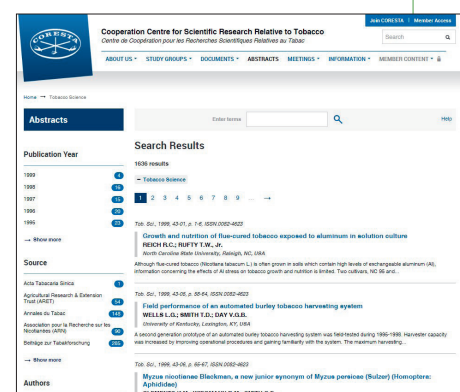 CORESTA
Cooperation Centre for Scientific Research Relative to Tobacco
Centre de Coopération pour les Recherches Scientifiques Relatives au Tabac
Join CORESTA | Member Access
Search
ABOUT US STUDY GROUPS DOCUMENTS ABSTRACTS MEETINGS INFORMATION MEMBER CONTENT
Home → Tobacco Science
Abstracts
Enter terms
Help
Publication Year
1999 4
1998 16
1997 15
1996 20
1995 23
→ Show more
Source
Acta Tabacaria Sinica 1
Agricultural Research & Extension
Trust (ARET) 54
Annales du Tabac 148
Association pour la Recherche sur les
Nicotianées (ARN) 90
Beiträge zur Tabakforschung 285
→ Show more
Authors
Search Results
1636 results
− Tobacco Science
1 2 3 4 5 6 7 8 9 ... →
Tob. Sci., 1999, 43-01, p. 1-8, ISSN.0082-4623
Growth and nutrition of flue-cured tobacco exposed to aluminum in solution culture
REICH R.C.; RUFTY T.W., Jr.
North Carolina State University, Raleigh, NC, USA
Although flue-cured tobacco (Nicotiana tabacum L.) is often grown in soils which contain high levels of exchangeable aluminum (Al),
information concerning the effects of Al stress on tobacco growth and nutrition is limited. Two cultivars, NC 95 and...
Tob. Sci., 1999, 43-05, p. 56-64, ISSN.0082-4623
Field performance of an automated burley tobacco harvesting system
WELLS L.G.; SMITH T.D.; DAY V.G.B.
University of Kentucky, Lexington, KY, USA
A second generation prototype of an automated burley tobacco harvesting system was field-tested during 1995-1998. Harvester capacity
was increased by improving operational procedures and gaining familiarity with the system. The maximum harvesting...
Tob. Sci., 1999, 43-06, p. 65-67, ISSN.0082-4623
Myzus nicotianae Blackman, a new junior synonym of Myzus persicae (Sulzer) (Homoptera:
Aphididae)